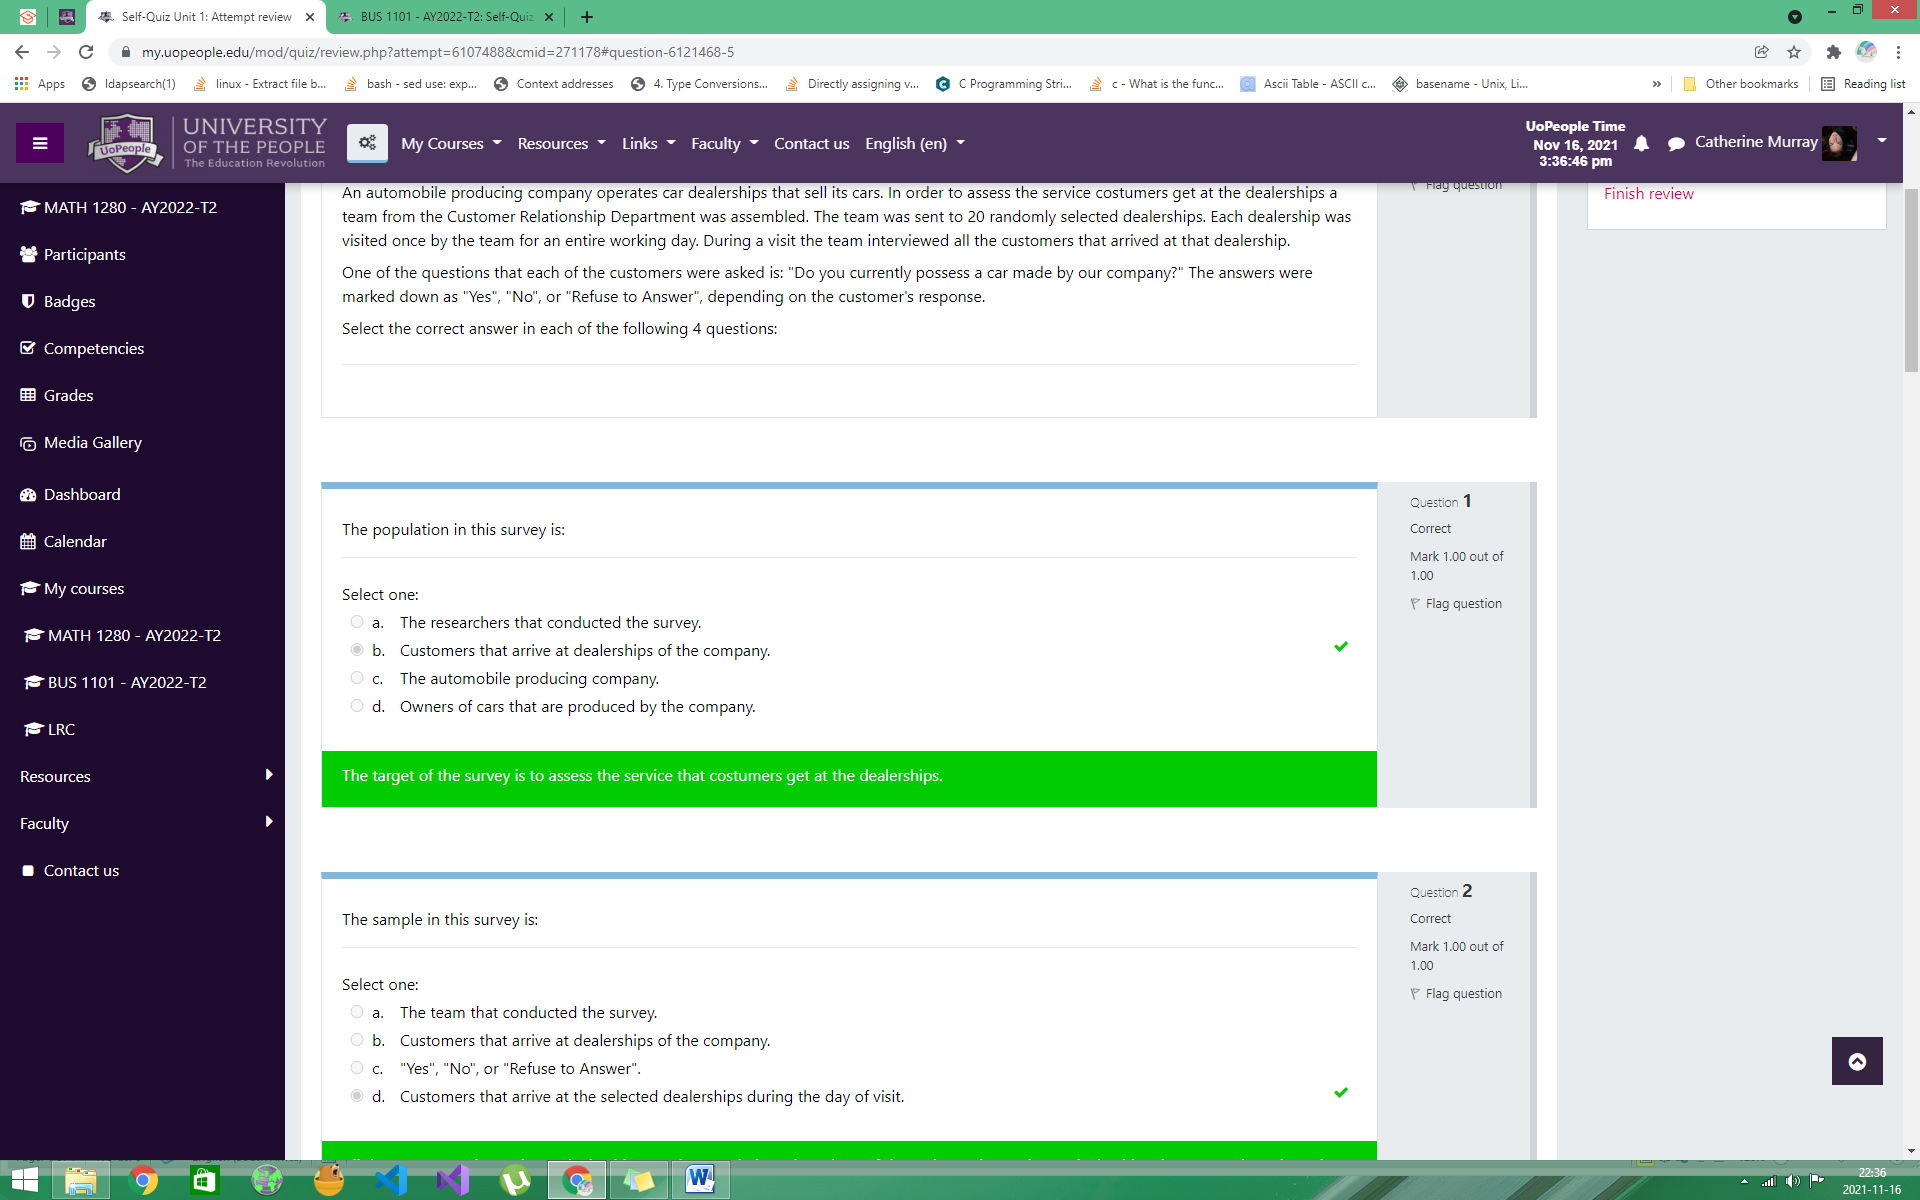 Self-Quiz Unit 1: Attempt review
BUS 1101 - AY2022-T2: Self-Quiz
my.uopeople.edu/mod/quiz/review.php?attempt=6107488&cmid=271178#question-6121468-5
Apps
ldapsearch(1)
linux - Extract file b...
bash - sed use: exp...
Context addresses
4. Type Conversions...
Directly assigning v...
C Programming Stri...
c - What is the func...
Ascii Table - ASCII c...
basename - Unix, Li...
»
Other bookmarks
Reading list
UoPeople
UNIVERSITY
OF THE PEOPLE
The Education Revolution
My Courses
Resources
Links
Faculty
Contact us
English (en)
UoPeople Time
Nov 16, 2021
3:36:46 pm
Catherine Murray
MATH 1280 - AY2022-T2
Participants
Badges
Competencies
Grades
Media Gallery
Dashboard
Calendar
My courses
MATH 1280 - AY2022-T2
BUS 1101 - AY2022-T2
LRC
Resources
Faculty
Contact us
An automobile producing company operates car dealerships that sell its cars. In order to assess the service costumers get at the dealerships a
team from the Customer Relationship Department was assembled. The team was sent to 20 randomly selected dealerships. Each dealership was
visited once by the team for an entire working day. During a visit the team interviewed all the customers that arrived at that dealership.
One of the questions that each of the customers were asked is: "Do you currently possess a car made by our company?" The answers were
marked down as "Yes", "No", or "Refuse to Answer", depending on the customer's response.
Select the correct answer in each of the following 4 questions:
Flag question
Finish review
The population in this survey is:
Select one:
a. The researchers that conducted the survey.
b. Customers that arrive at dealerships of the company.
c. The automobile producing company.
d. Owners of cars that are produced by the company.
The target of the survey is to assess the service that costumers get at the dealerships.
Question 1
Correct
Mark 1.00 out of
1.00
Flag question
The sample in this survey is:
Select one:
a. The team that conducted the survey.
b. Customers that arrive at dealerships of the company.
c. "Yes", "No", or "Refuse to Answer".
d. Customers that arrive at the selected dealerships during the day of visit.
Question 2
Correct
Mark 1.00 out of
1.00
Flag question
22:36
2021-11-16